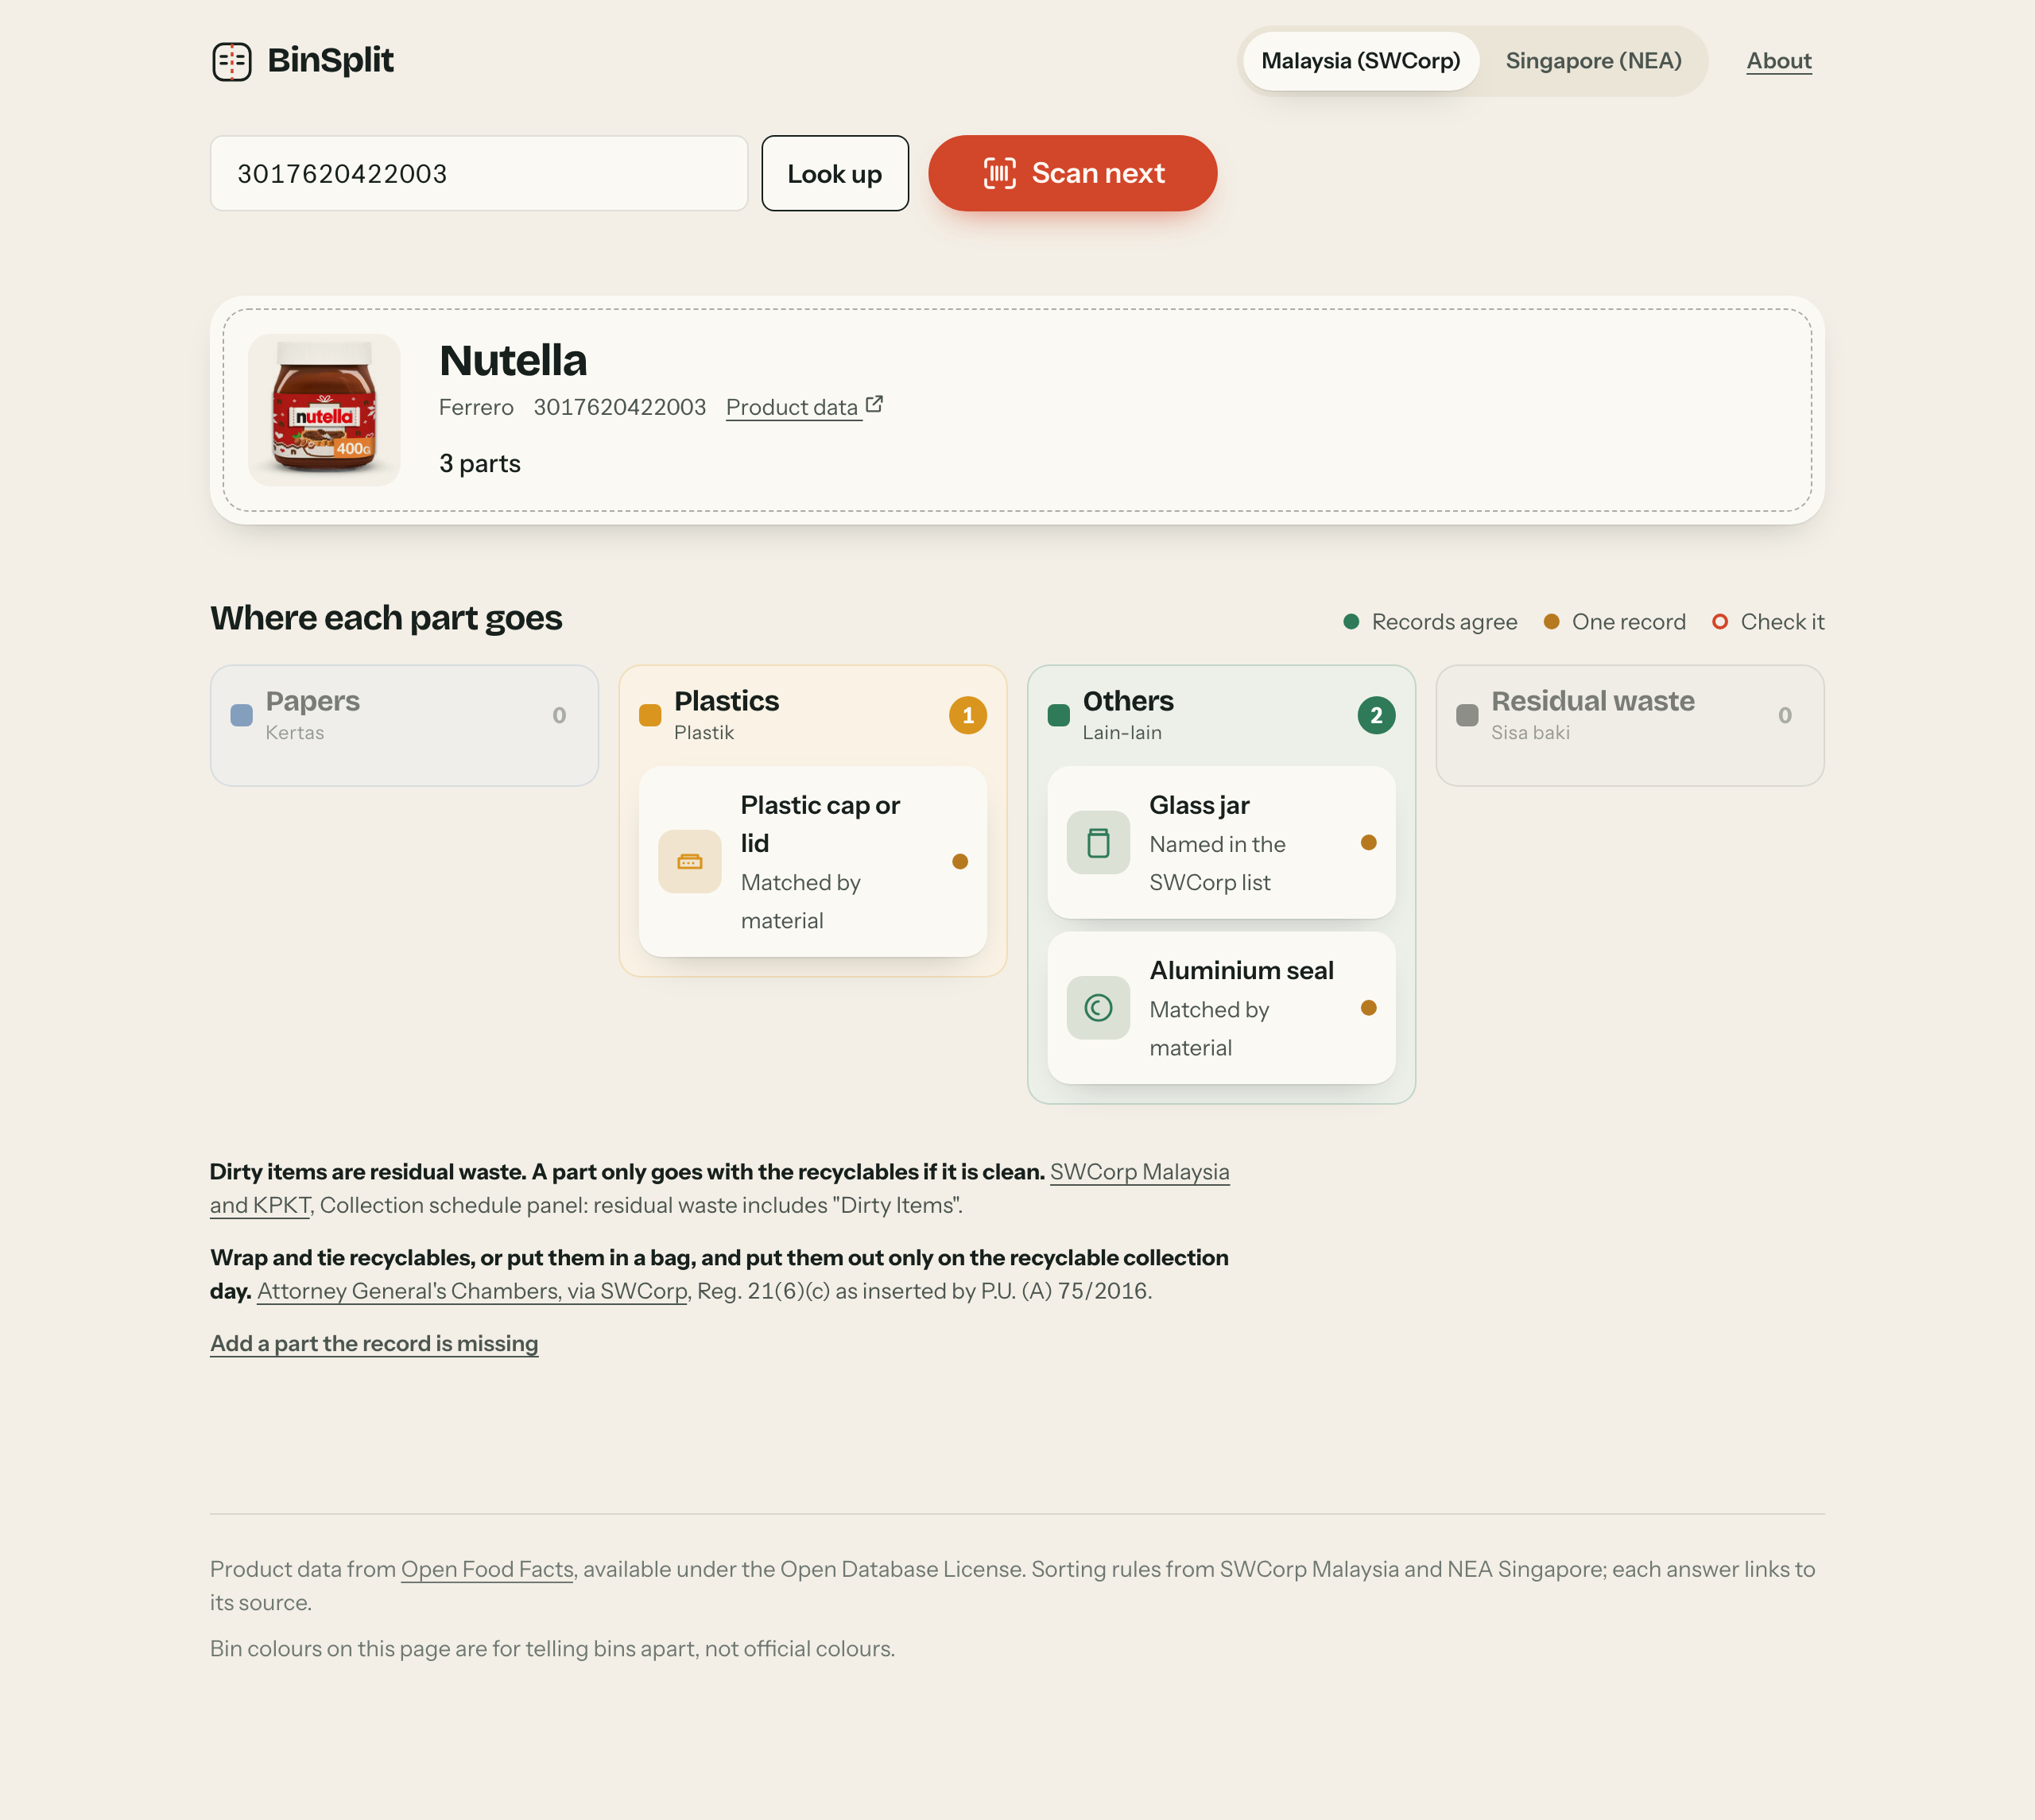 BinSplit
Malaysia (SWCorp)
Singapore (NEA)
About
3017620422003
Look up
Scan next
nutella
400G
Nutella
Ferrero 3017620422003 Product data
3 parts
Where each part goes
Records agree
One record
Check it
Papers
Kertas
0
Plastics
Plastik
1
Plastic cap or
lid
Matched by
material
Others
Lain-lain
2
Glass jar
Named in the
SWCorp list
Aluminium seal
Matched by
material
Residual waste
Sisa baki
0
Dirty items are residual waste. A part only goes with the recyclables if it is clean. SWCorp Malaysia
and KPKT, Collection schedule panel: residual waste includes "Dirty Items".
Wrap and tie recyclables, or put them in a bag, and put them out only on the recyclable collection
day. Attorney General's Chambers, via SWCorp, Reg. 21(6)(c) as inserted by P.U. (A) 75/2016.
Add a part the record is missing
Product data from Open Food Facts, available under the Open Database License. Sorting rules from SWCorp Malaysia and NEA Singapore; each answer links to
its source.
Bin colours on this page are for telling bins apart, not official colours.